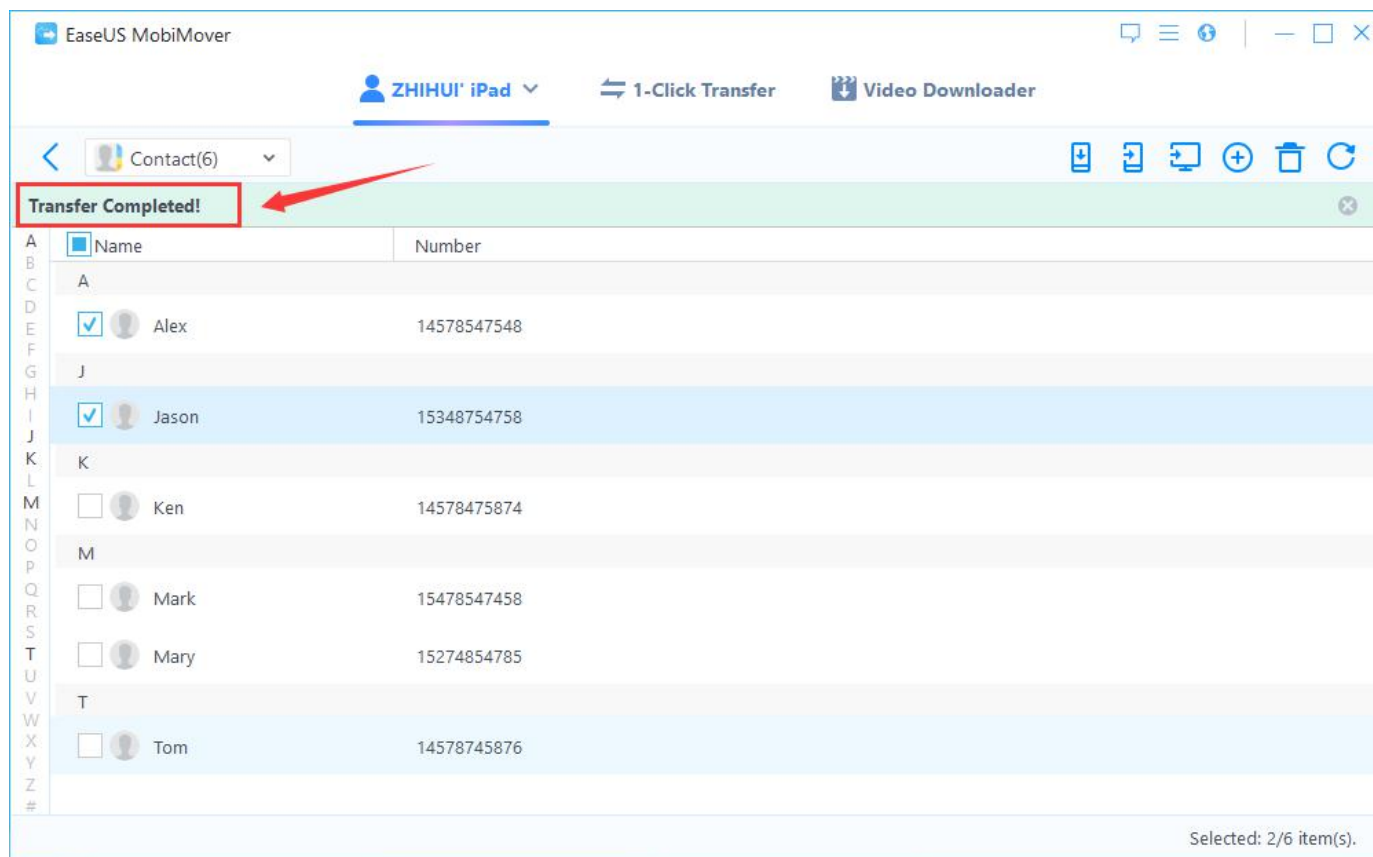 EaseUS MobiMover
ZHIHUI' iPad
1-Click Transfer
Video Downloader
Contact(6)
Transfer Completed!
A
B
C
D
E
F
G
H
I
J
K
L
M
N
O
P
Q
R
S
T
U
V
W
X
Y
Z
#
Name Number
A
Alex 14578547548
J
Jason 15348754758
K
Ken 14578475874
M
Mark 15478547458
Mary 15274854785
T
Tom 14578745876
Selected: 2/6 item(s).